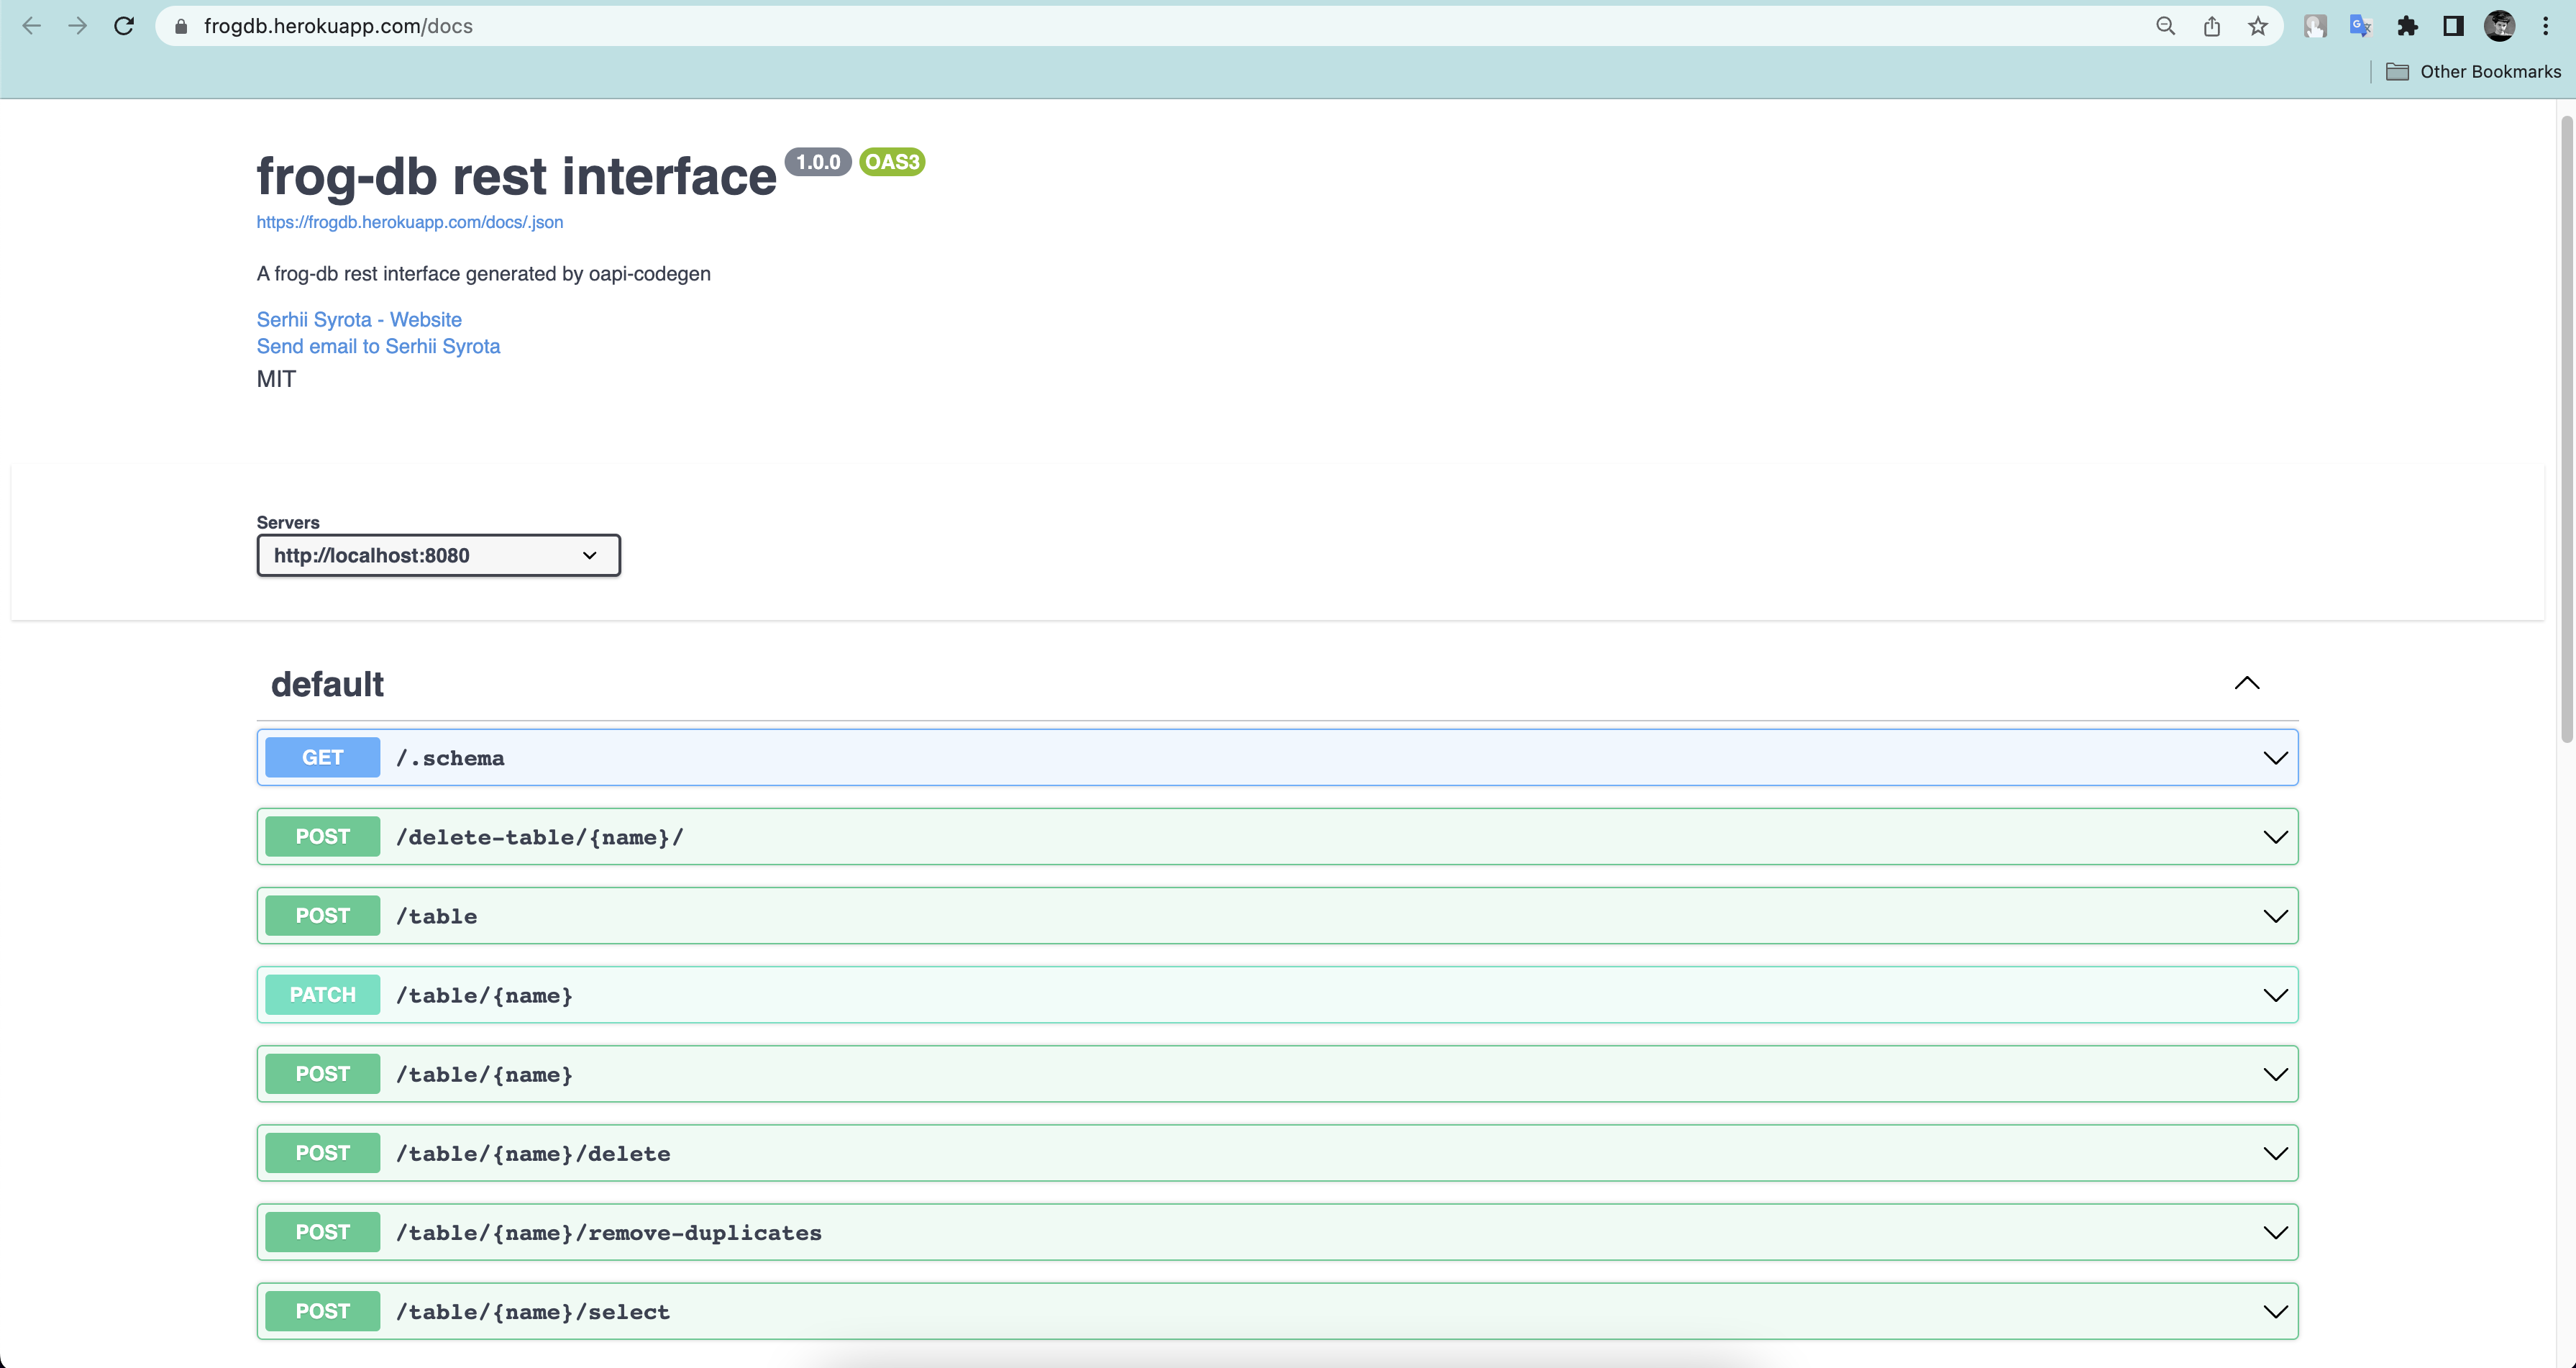 frogdb.herokuapp.com/docs
Other Bookmarks
frog-db rest interface 1.0.0 OAS3
https://frogdb.herokuapp.com/docs/.json
A frog-db rest interface generated by oapi-codegen
Serhii Syrota - Website
Send email to Serhii Syrota
MIT
Servers
http://localhost:8080
default
GET /.schema
POST /delete-table/{name}/
POST /table
PATCH /table/{name}
POST /table/{name}
POST /table/{name}/delete
POST /table/{name}/remove-duplicates
POST /table/{name}/select